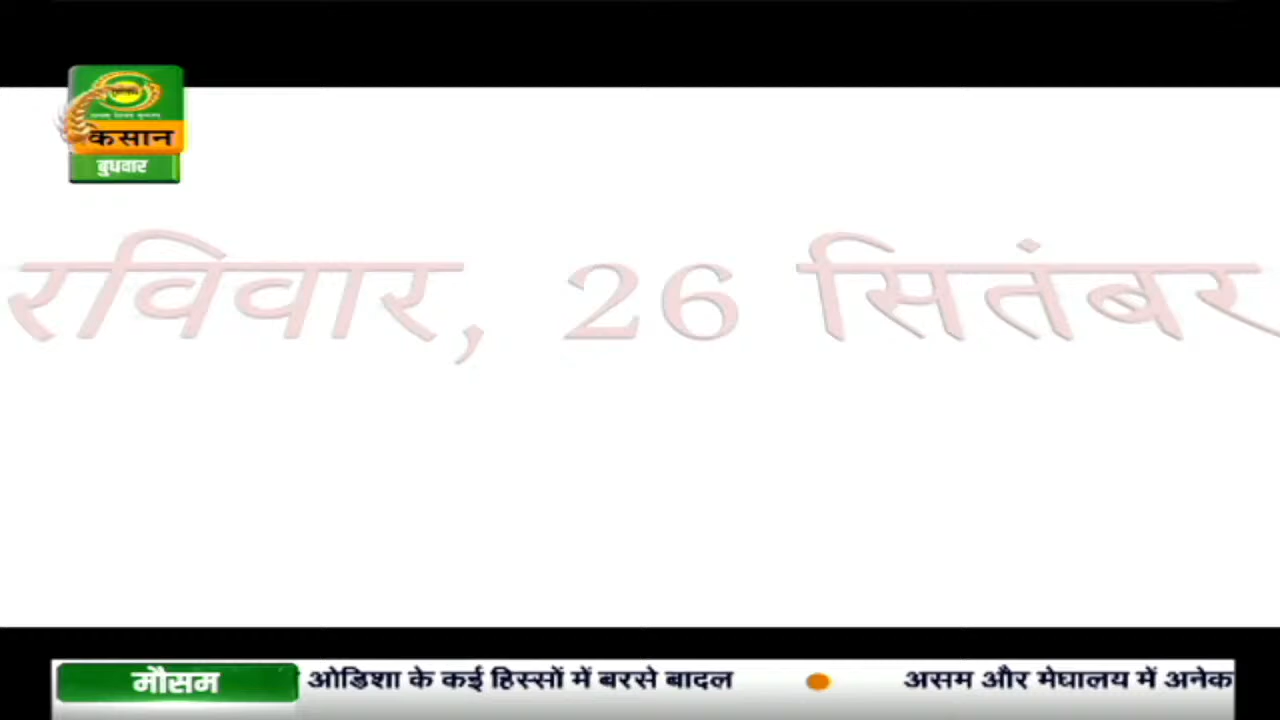 किसान
बुधवार
रविवार, 26 सितंबर
मौसम
ओडिशा के कई हिस्सों में बरसे बादल
असम और मेघालय में अनेक